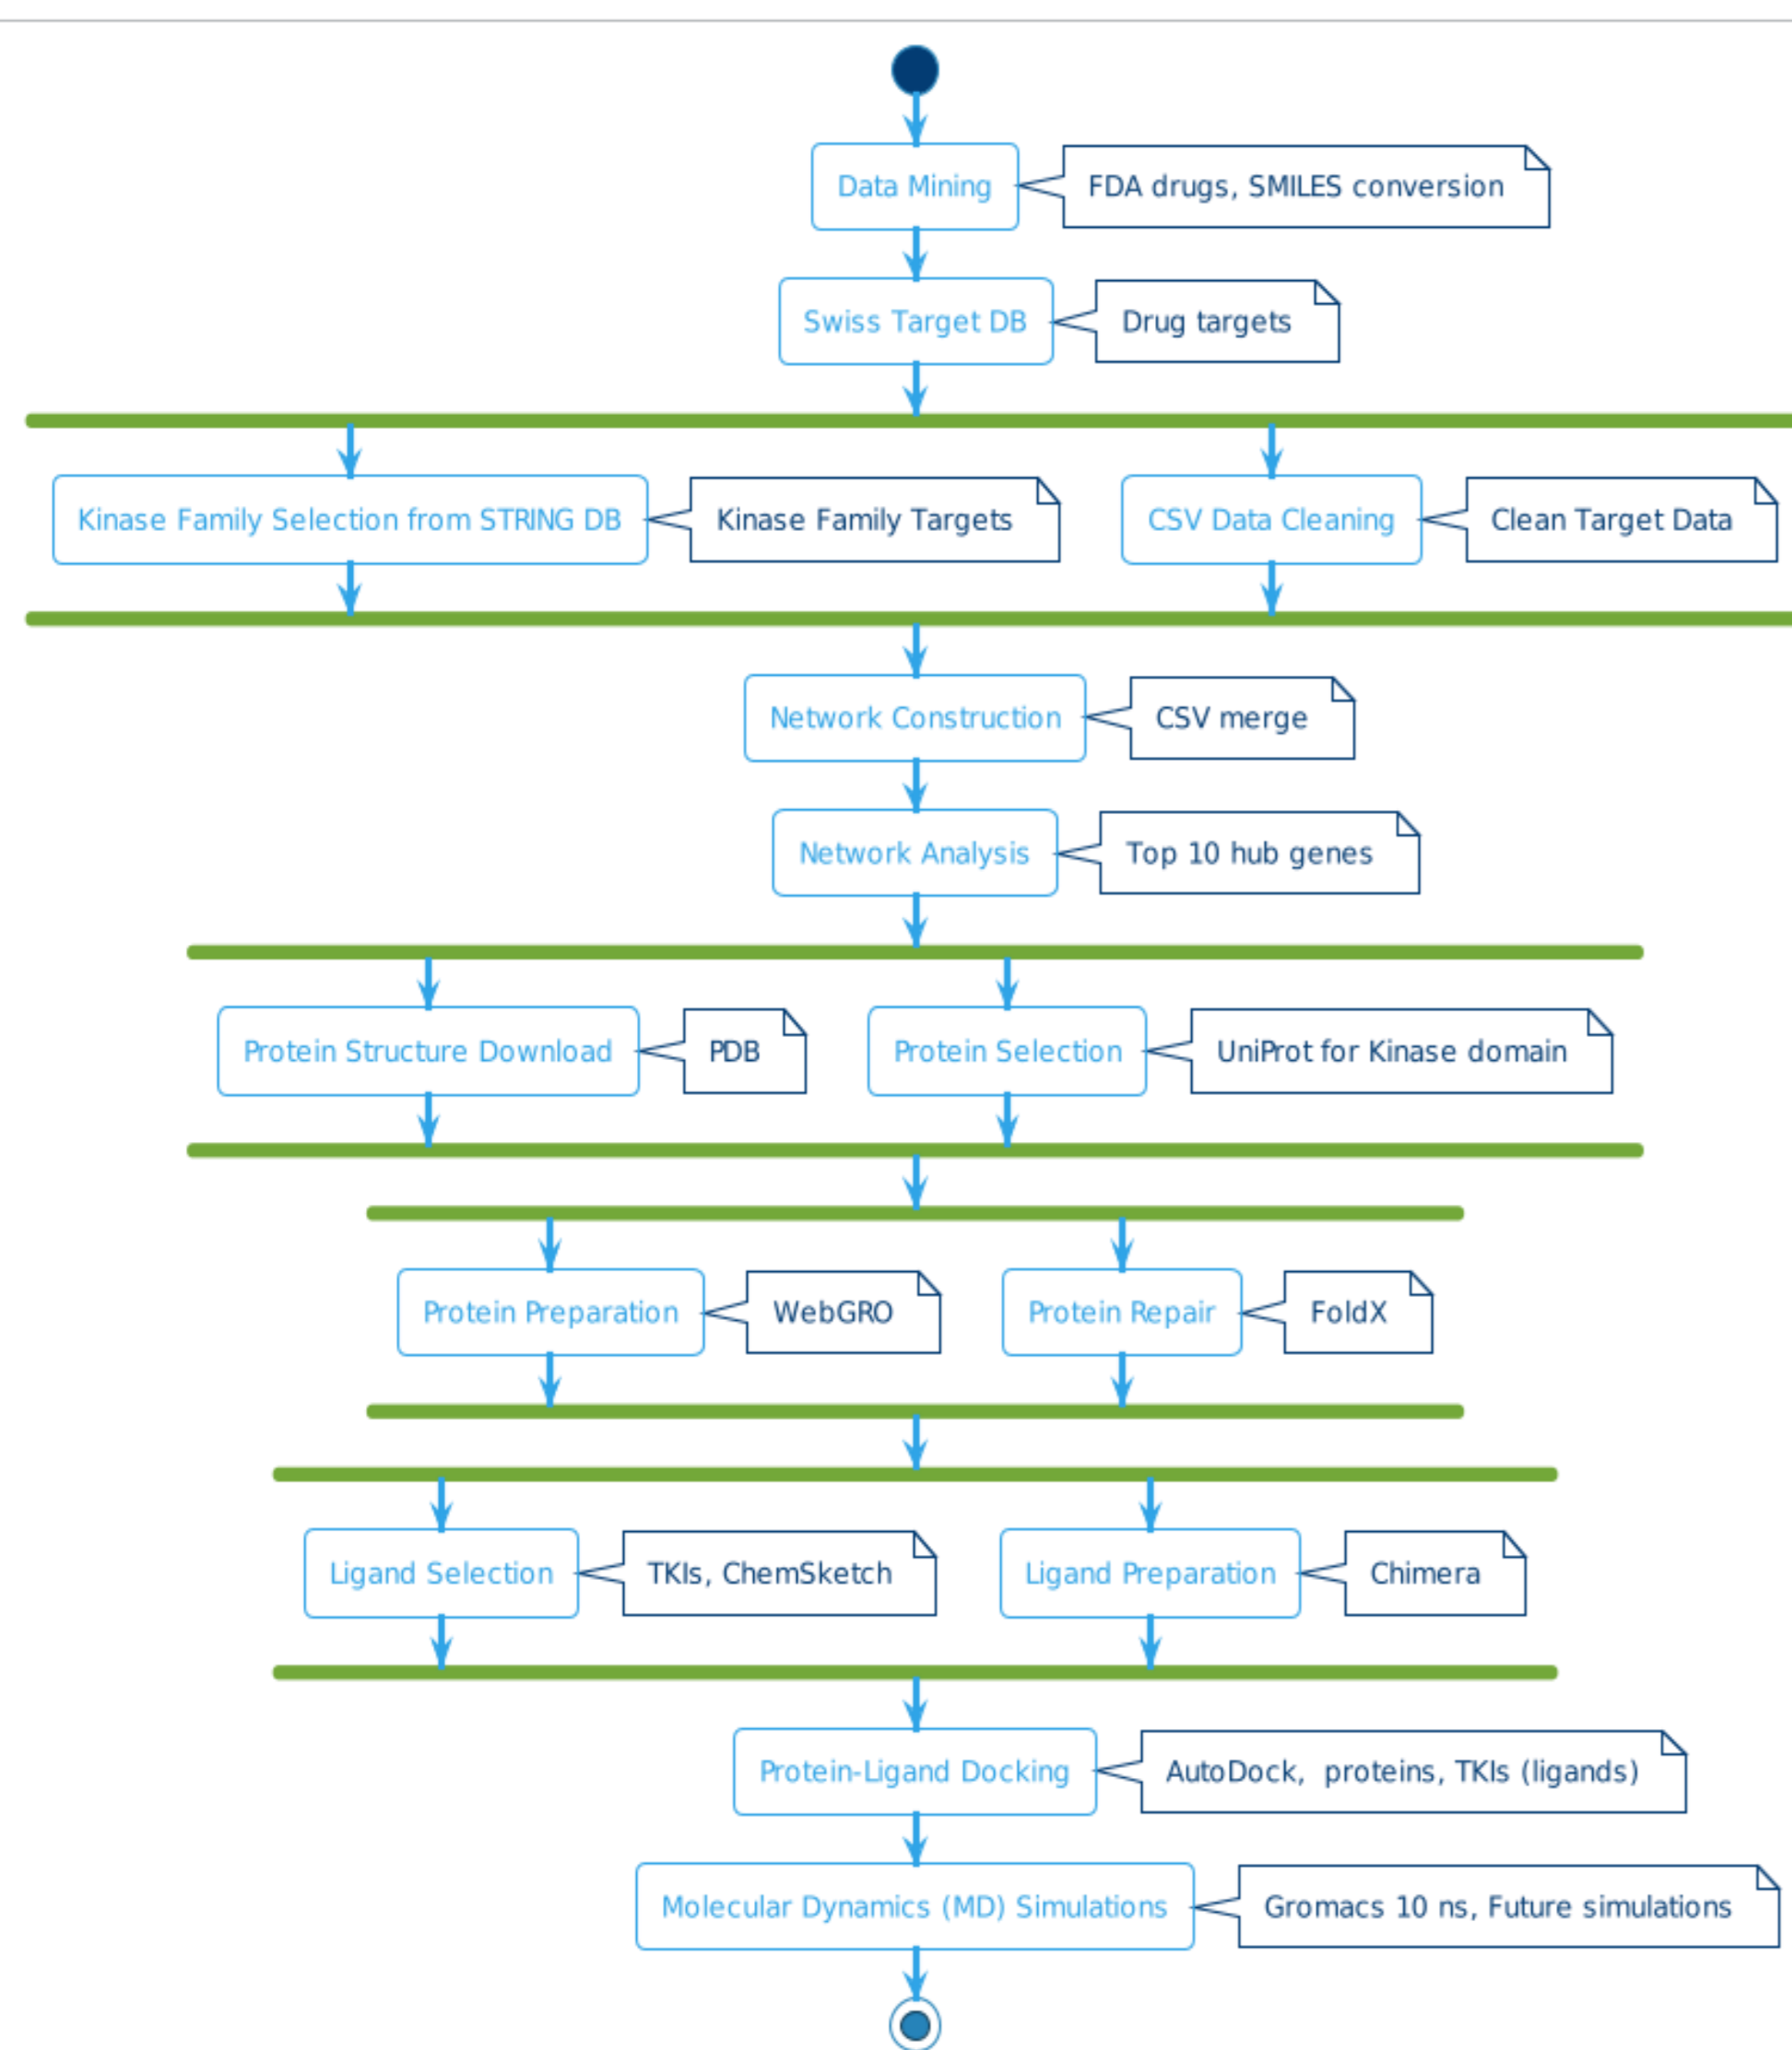 Data Mining
FDA drugs, SMILES conversion
Swiss Target DB
Drug targets
Kinase Family Selection from STRING DB
Kinase Family Targets
CSV Data Cleaning
Clean Target Data
Network Construction
CSV merge
Network Analysis
Top 10 hub genes
Protein Structure Download
PDB
Protein Selection
UniProt for Kinase domain
Protein Preparation
WebGRO
Protein Repair
FoldX
Ligand Selection
TKIs, ChemSketch
Ligand Preparation
Chimera
Protein-Ligand Docking
AutoDock,  proteins, TKIs (ligands)
Molecular Dynamics (MD) Simulations
Gromacs 10 ns, Future simulations